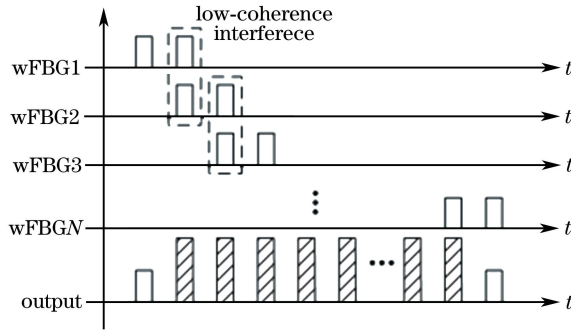 low-coherence
interferece
wFBG1
t
wFBG2
t
wFBG3
t
wFBGN
t
output
t